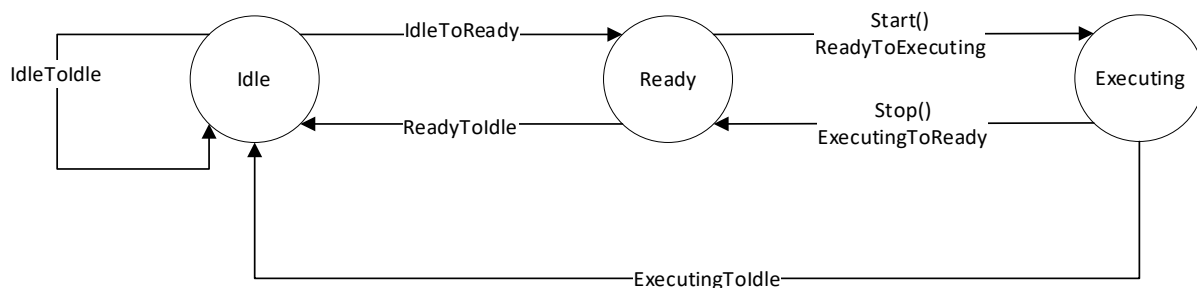 IdleToReady
Start()
ReadyToExecuting
IdleToIdle
Idle
Ready
Executing
ReadyToIdle
Stop()
ExecutingToReady
ExecutingToIdle